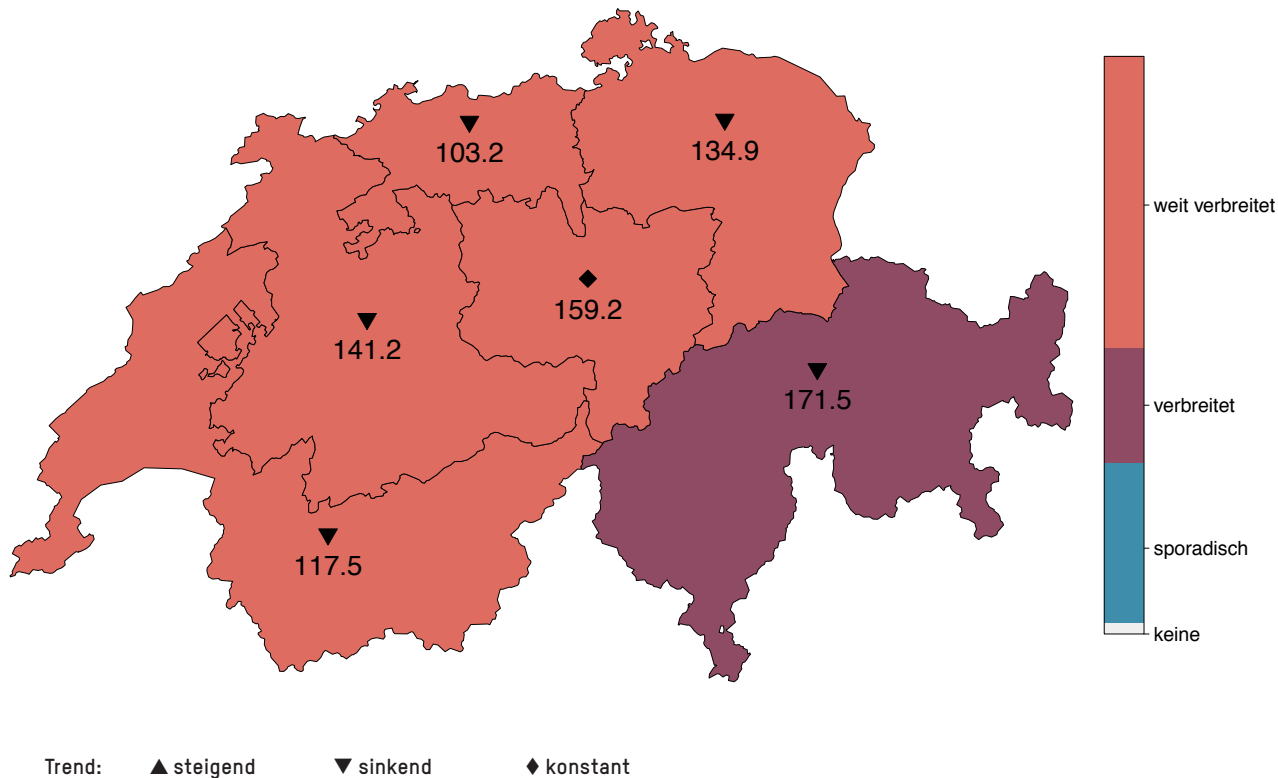 103.2
134.9
weit verbreitet
159.2
141.2
171.5
verbreitet
117.5
sporadisch
keine
Trend: ▲ steigend ▼ sinkend ◆ konstant